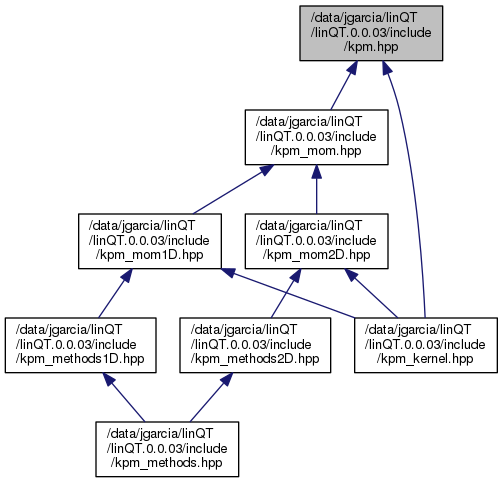 /data/jgarcia/linQT
/linQT.0.0.03/include
/kpm.hpp
/data/jgarcia/linQT
/linQT.0.0.03/include
/kpm_mom.hpp
/data/jgarcia/linQT
/linQT.0.0.03/include
/kpm_mom1D.hpp
/data/jgarcia/linQT
/linQT.0.0.03/include
/kpm_mom2D.hpp
/data/jgarcia/linQT
/linQT.0.0.03/include
/kpm_methods1D.hpp
/data/jgarcia/linQT
/linQT.0.0.03/include
/kpm_methods2D.hpp
/data/jgarcia/linQT
/linQT.0.0.03/include
/kpm_kernel.hpp
/data/jgarcia/linQT
/linQT.0.0.03/include
/kpm_methods.hpp